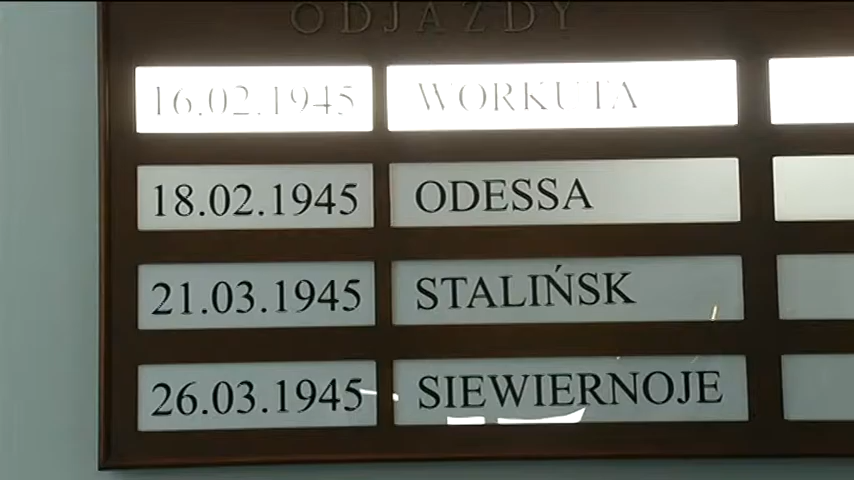 ODJAZDY
16.02.1945 WORKUTA
18.02.1945 ODESSA
21.03.1945 STALIŃSK
26.03.1945 SIEWIERNOJE